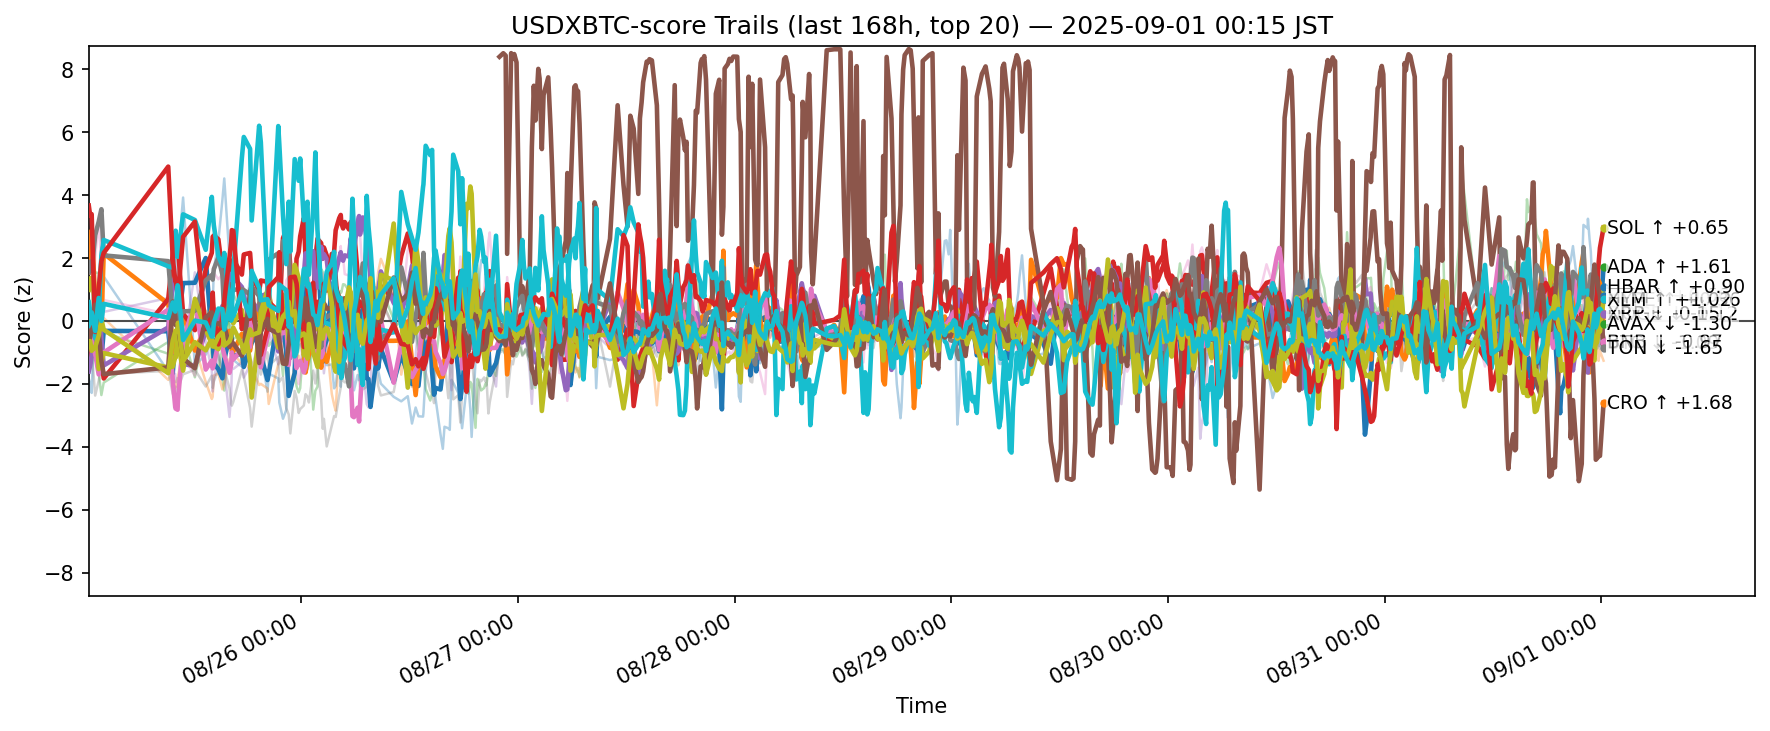 USDXBTC-score Trails (last 168h, top 20) — 2025-09-01 00:15 JST
Score (z)
8
6
4
2
0
−2
−4
−6
−8
SOL ↑ +0.65
ADA ↑ +1.61
HBAR ↑ +0.90
AVAX ↓ -1.30
TON ↓ -1.65
CRO ↑ +1.68
08/26 00:00
08/27 00:00
08/28 00:00
08/29 00:00
08/30 00:00
08/31 00:00
09/01 00:00
Time